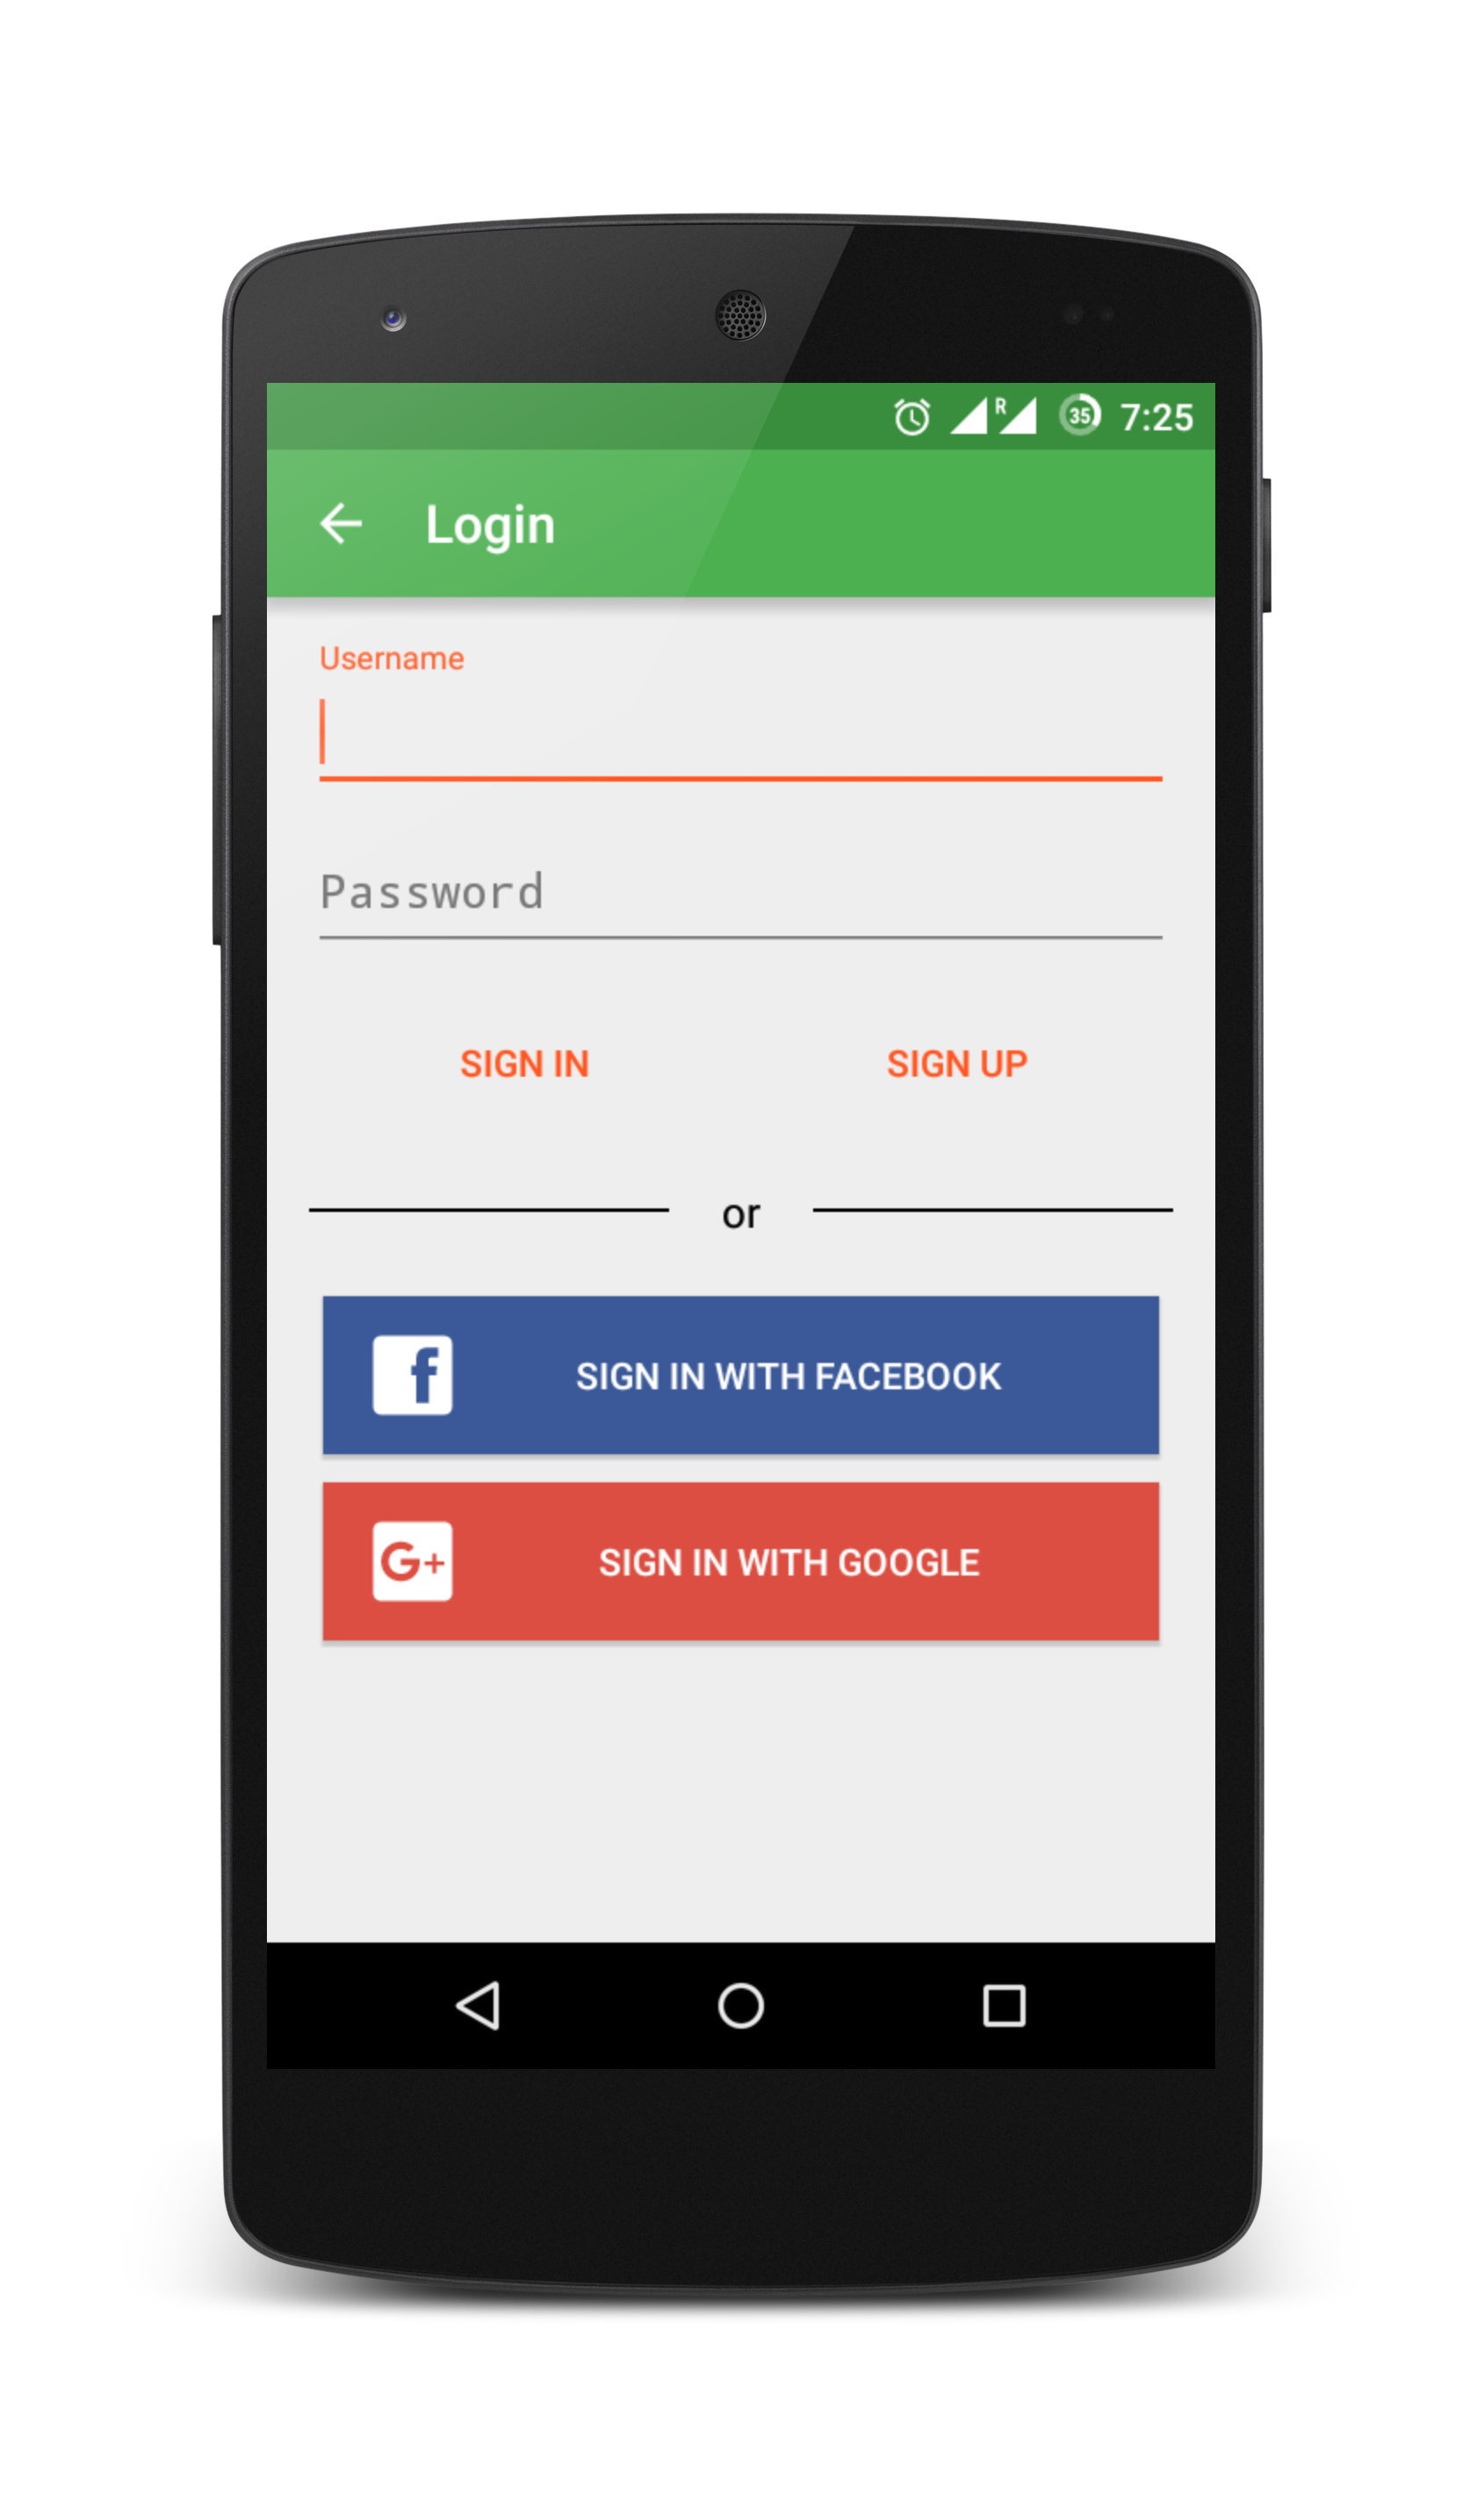 R 35 7:25
Login
Username
Password
SIGN IN SIGN UP
or
f SIGN IN WITH FACEBOOK
G+ SIGN IN WITH GOOGLE